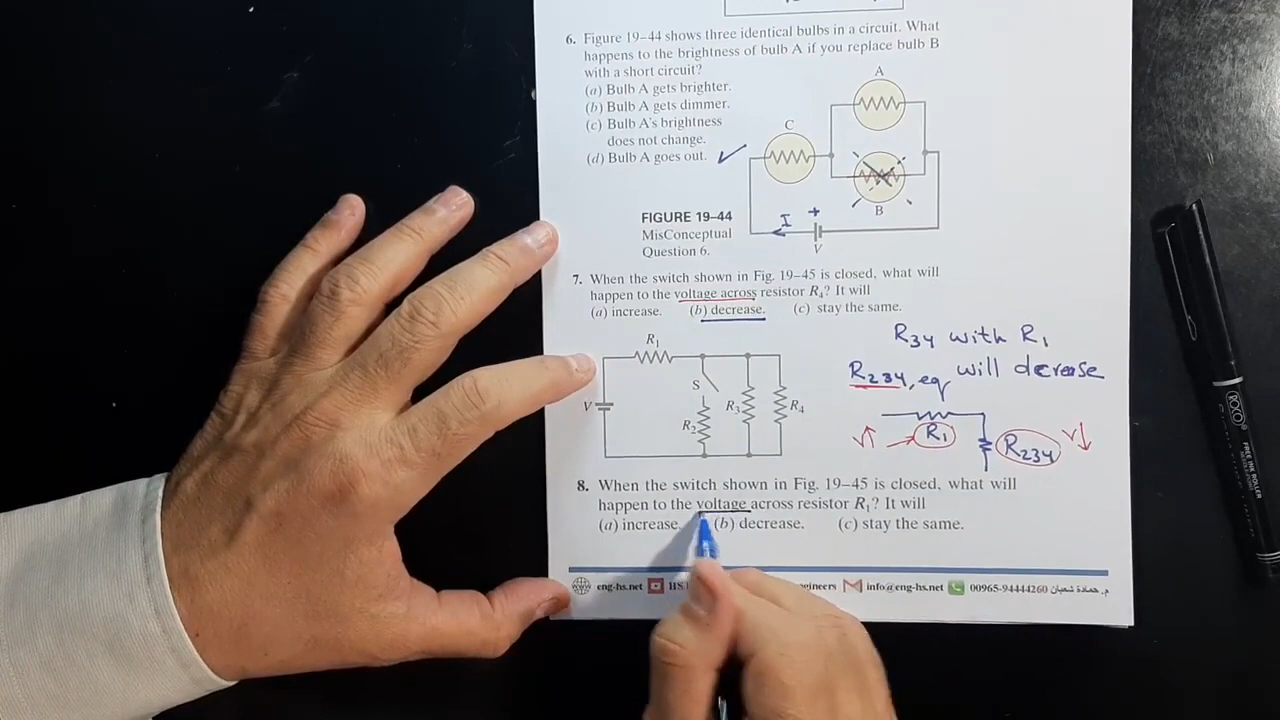 6. Figure 19–44 shows three identical bulbs in a circuit. What
happens to the brightness of bulb A if you replace bulb B
with a short circuit?
(a) Bulb A gets brighter.
(b) Bulb A gets dimmer.
(c) Bulb A's brightness
does not change.
(d) Bulb A goes out.
A
C
B
I
+
V
FIGURE 19–44
MisConceptual
Question 6.
7. When the switch shown in Fig. 19–45 is closed, what will
happen to the voltage across resistor R4? It will
(a) increase. (b) decrease. (c) stay the same.
R1
S
R2
R3
R4
V
R34 with R1
R234, eq will decrease
V↑ R1 R234 V↓
8. When the switch shown in Fig. 19–45 is closed, what will
happen to the voltage across resistor R1? It will
(a) increase. (b) decrease. (c) stay the same.
eng-hs.net info@eng-hs.net 00965-94444260 م. حمادة شعبان
POCO
FREE INK ROLLER